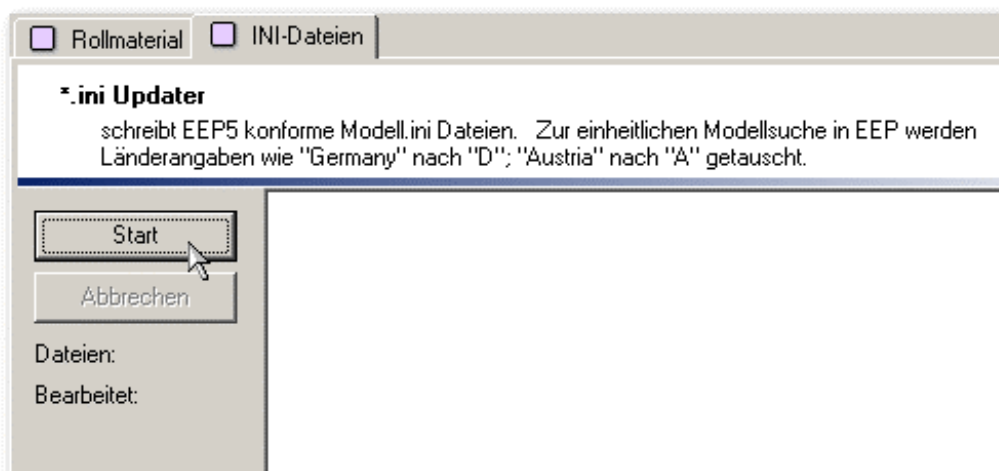 Rollmaterial INI-Dateien
*.ini Updater
schreibt EEP5 konforme Modell.ini Dateien. Zur einheitlichen Modellsuche in EEP werden
Länderangaben wie "Germany" nach "D"; "Austria" nach "A" getauscht.
Start
Abbrechen
Dateien:
Bearbeitet: